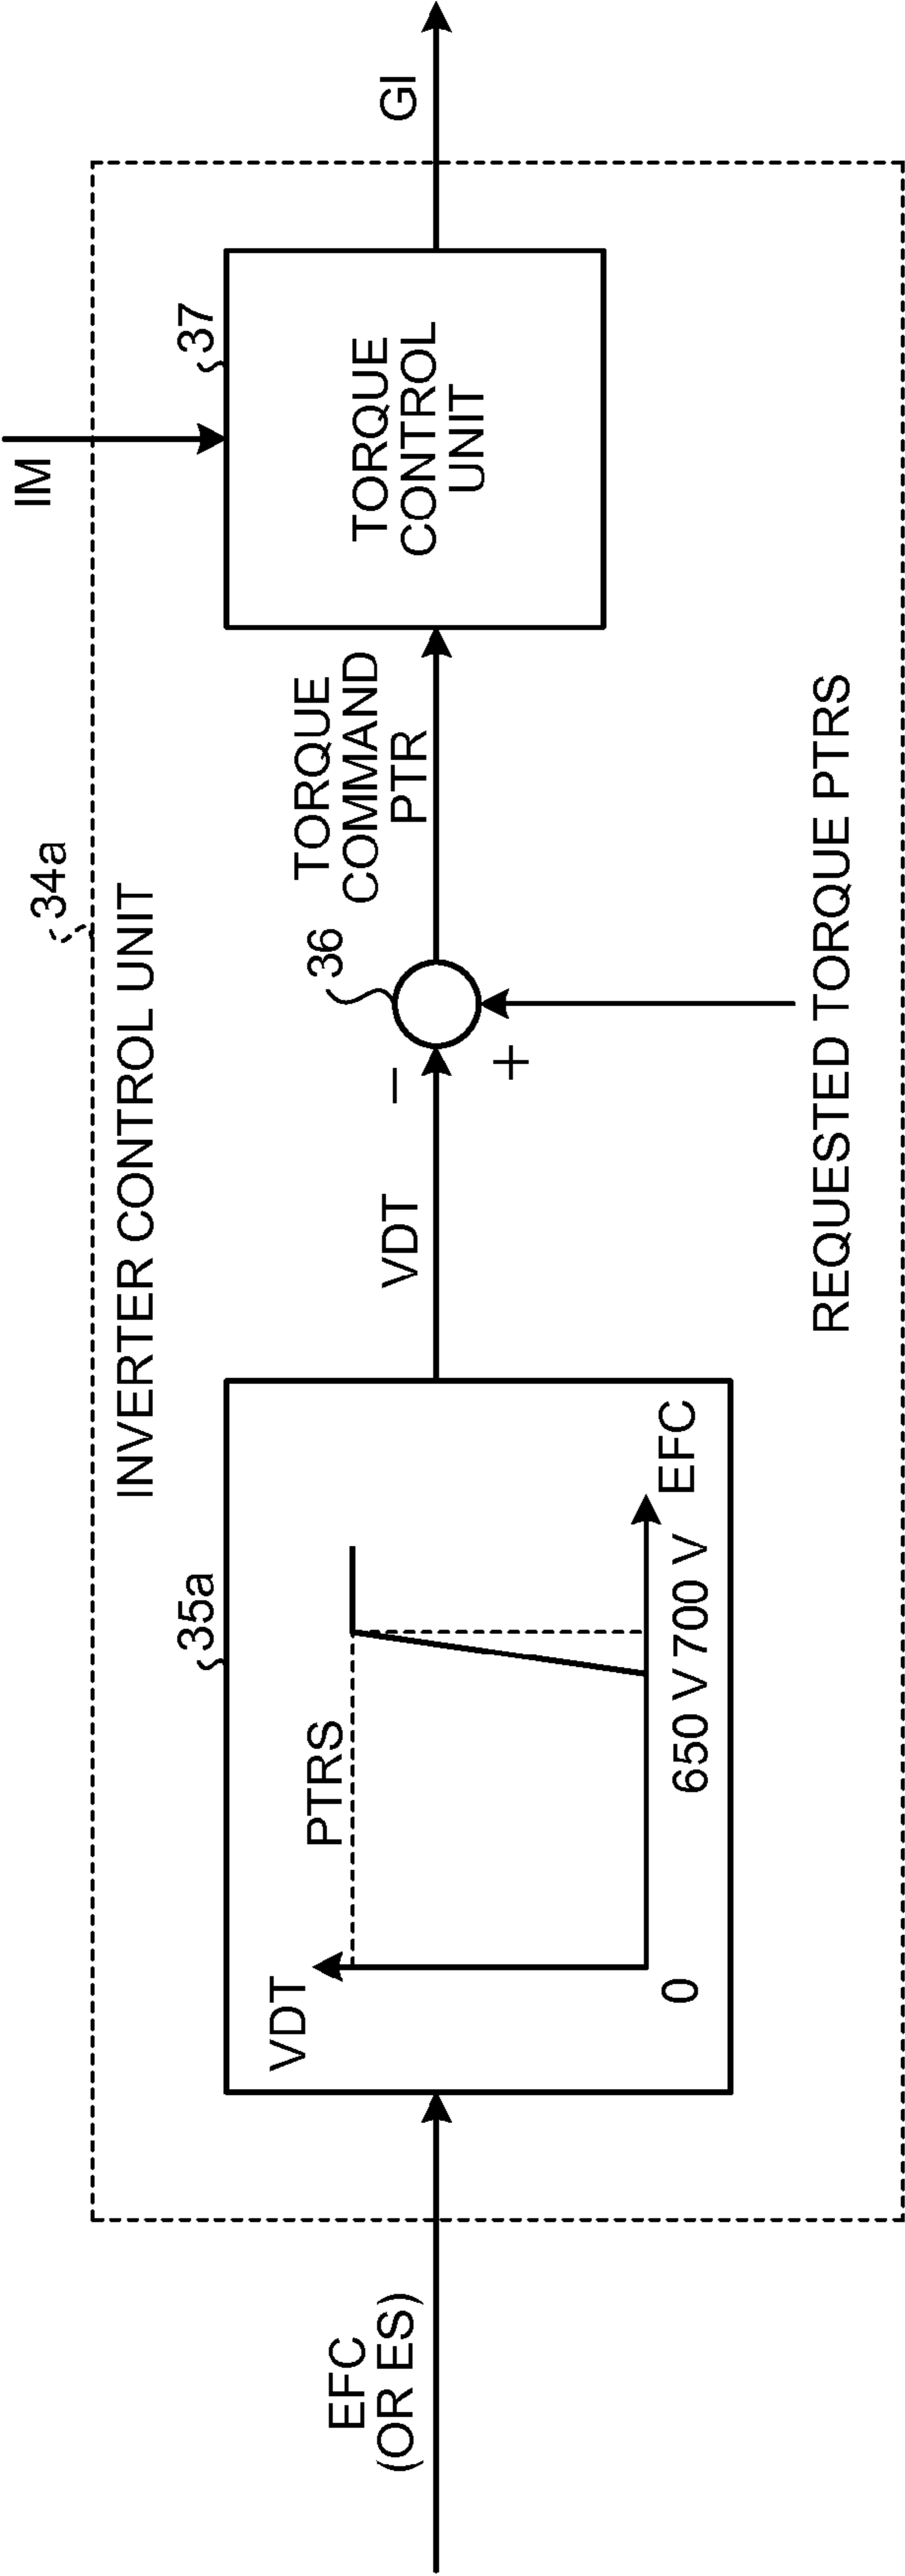 34a
INVERTER CONTROL UNIT
EFC
(OR ES)
35a
VDT
PTRS
0
650 V 700 V
EFC
VDT
−
+
36
REQUESTED TORQUE PTRS
TORQUE
COMMAND
PTR
IM
37
TORQUE
CONTROL
UNIT
GI